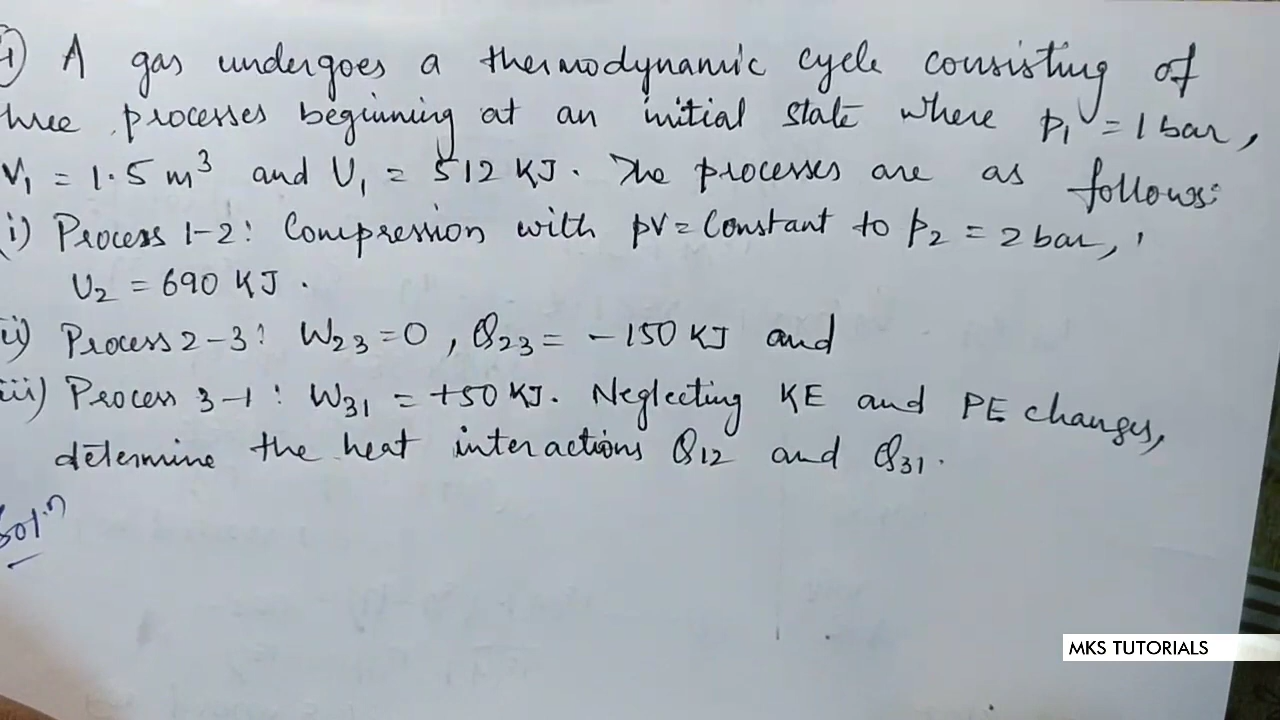 A gas undergoes a thermodynamic cycle consisting of
three processes beginning at an initial state where p₁ = 1 bar,
V₁ = 1.5 m³ and U₁ = 512 KJ. The processes are as follows:
(i) Process 1-2: Compression with pv = Constant to p₂ = 2 bar,
U₂ = 690 KJ.
ii) Process 2-3: W₂₃ = 0, Q₂₃ = -150 KJ and
iii) Process 3-1: W₃₁ = +50 KJ. Neglecting KE and PE changes,
determine the heat interactions Q₁₂ and Q₃₁.
Sol.ⁿ
MKS TUTORIALS